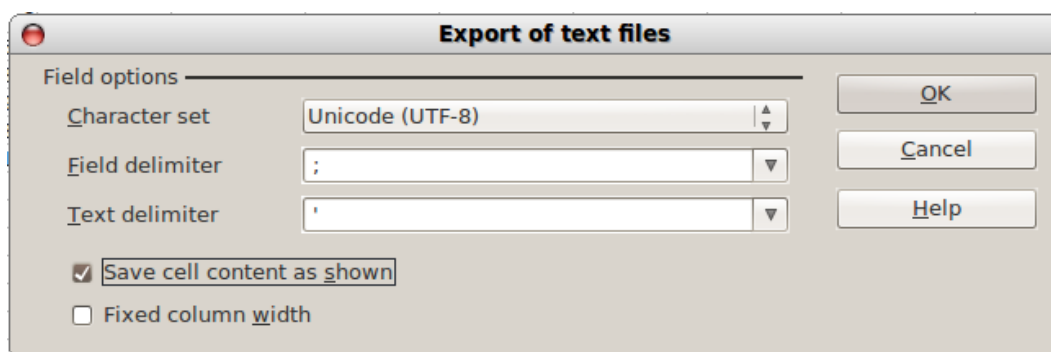 Export of text files
Field options
Character set Unicode (UTF-8)
OK
Field delimiter ;
Cancel
Text delimiter '
Help
Save cell content as shown
Fixed column width